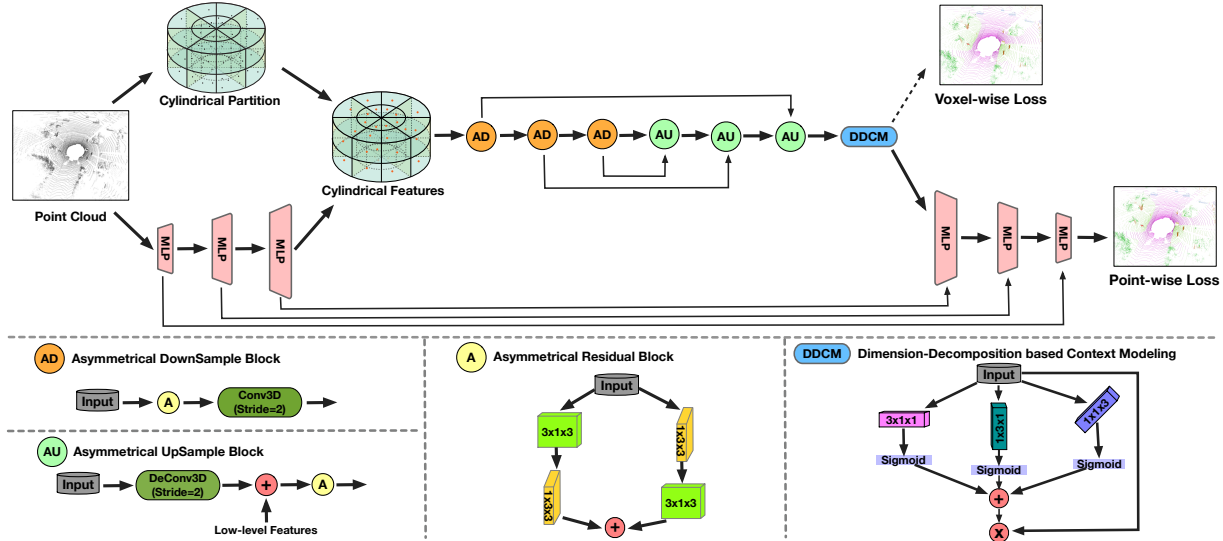 Cylindrical Partition
Point Cloud
Cylindrical Features
MLP
MLP
MLP
AD
AD
AD
AU
AU
AU
DDCM
Voxel-wise Loss
MLP
MLP
MLP
Point-wise Loss
AD Asymmetrical DownSample Block
Input
A
Conv3D
(Stride=2)
AU Asymmetrical UpSample Block
Input
DeConv3D
(Stride=2)
+
A
Low-level Features
A Asymmetrical Residual Block
Input
3x1x3
1x3x3
1x3x3
3x1x3
+
DDCM Dimension-Decomposition based Context Modeling
Input
3x1x1
1x3x1
1x1x3
Sigmoid
Sigmoid
Sigmoid
+
x